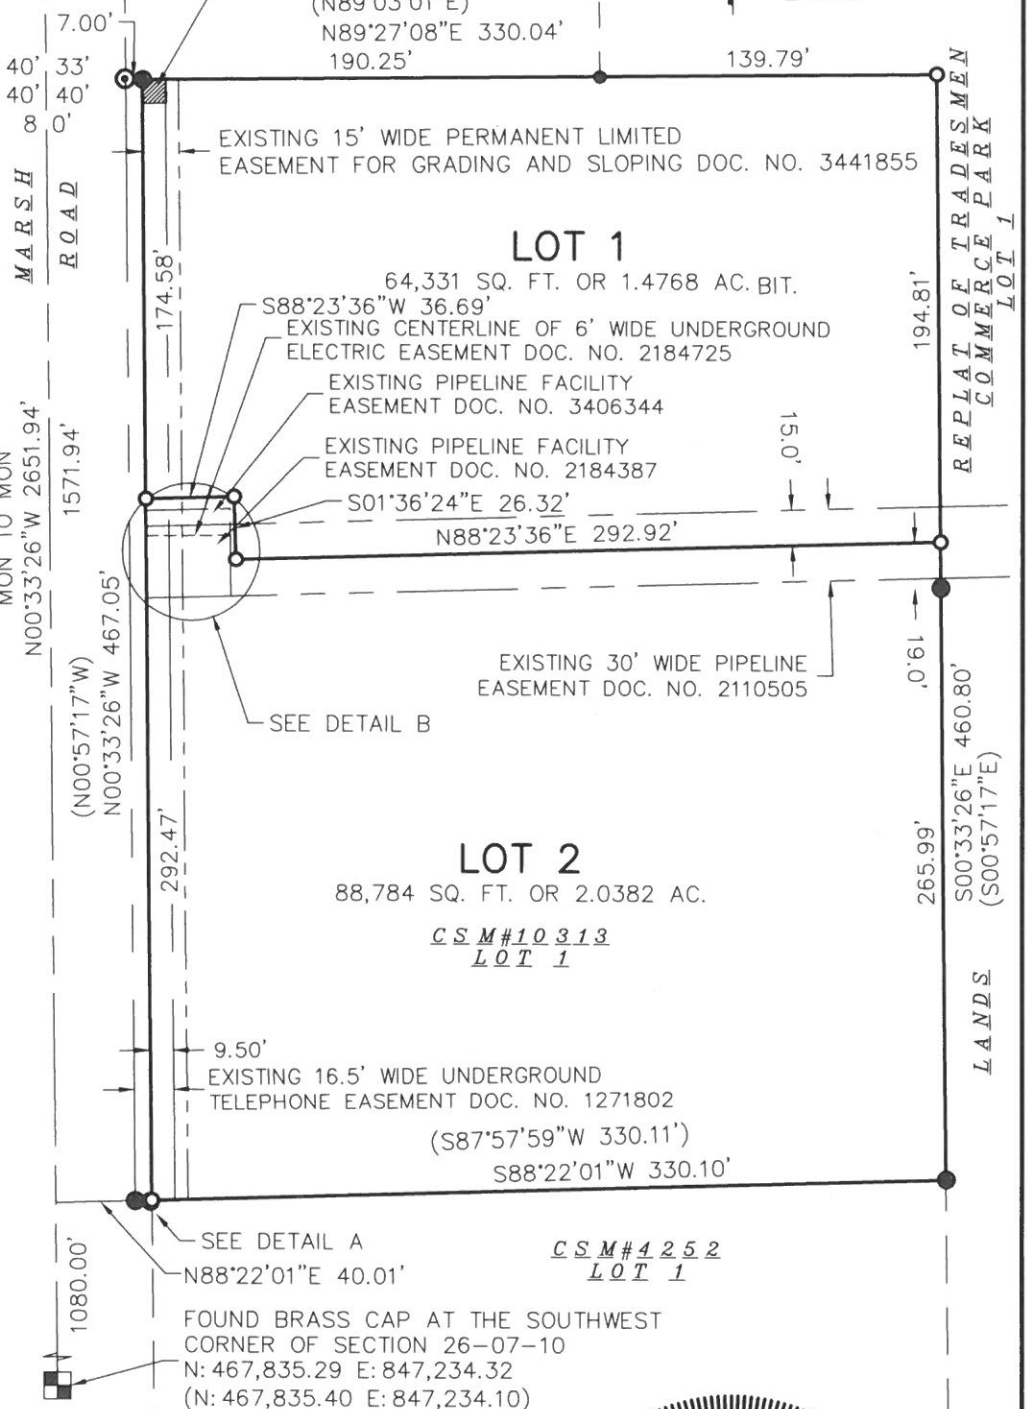 (N89°03'01"E)
N89°27'08"E 330.04'
190.25'
139.79'
7.00'
40' 33'
40' 40'
8 0'
MARSH
ROAD
EXISTING 15' WIDE PERMANENT LIMITED
EASEMENT FOR GRADING AND SLOPING DOC. NO. 3441855
REPLAT OF TRADESMEN
COMMERCE PARK
LOT 1
LOT 1
64,331 SQ. FT. OR 1.4768 AC. BIT.
174.58'
194.81'
S88°23'36"W 36.69'
EXISTING CENTERLINE OF 6' WIDE UNDERGROUND
ELECTRIC EASEMENT DOC. NO. 2184725
EXISTING PIPELINE FACILITY
EASEMENT DOC. NO. 3406344
EXISTING PIPELINE FACILITY
EASEMENT DOC. NO. 2184387
15.0'
S01°36'24"E 26.32'
N88°23'36"E 292.92'
MON TO MON
N00°33'26"W 2651.94'
1571.94'
(N00°57'17"W)
N00°33'26"W 467.05'
EXISTING 30' WIDE PIPELINE
EASEMENT DOC. NO. 2110505
19.0'
SEE DETAIL B
S00°33'26"E 460.80'
(S00°57'17"E)
292.47'
265.99'
LOT 2
88,784 SQ. FT. OR 2.0382 AC.
CSM#10313
LOT 1
LANDS
9.50'
EXISTING 16.5' WIDE UNDERGROUND
TELEPHONE EASEMENT DOC. NO. 1271802
(S87°57'59"W 330.11')
S88°22'01"W 330.10'
SEE DETAIL A
N88°22'01"E 40.01'
CSM#4252
LOT 1
1080.00'
FOUND BRASS CAP AT THE SOUTHWEST
CORNER OF SECTION 26-07-10
N: 467,835.29 E: 847,234.32
(N: 467,835.40 E: 847,234.10)